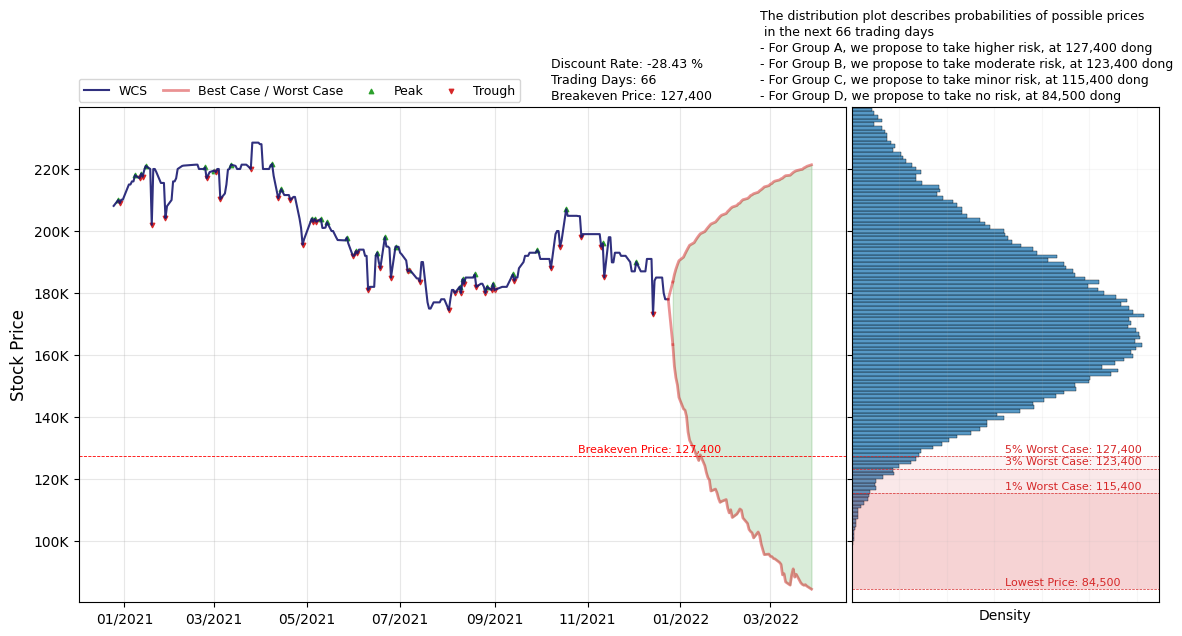 The distribution plot describes probabilities of possible prices
in the next 66 trading days
- For Group A, we propose to take higher risk, at 127,400 dong
- For Group B, we propose to take moderate risk, at 123,400 dong
- For Group C, we propose to take minor risk, at 115,400 dong
- For Group D, we propose to take no risk, at 84,500 dong
Discount Rate: -28.43 %
Trading Days: 66
Breakeven Price: 127,400
WCS
Best Case / Worst Case
Peak
Trough
Stock Price
220K
200K
180K
160K
140K
120K
100K
Breakeven Price: 127,400
5% Worst Case: 127,400
3% Worst Case: 123,400
1% Worst Case: 115,400
Lowest Price: 84,500
01/2021
03/2021
05/2021
07/2021
09/2021
11/2021
01/2022
03/2022
Density